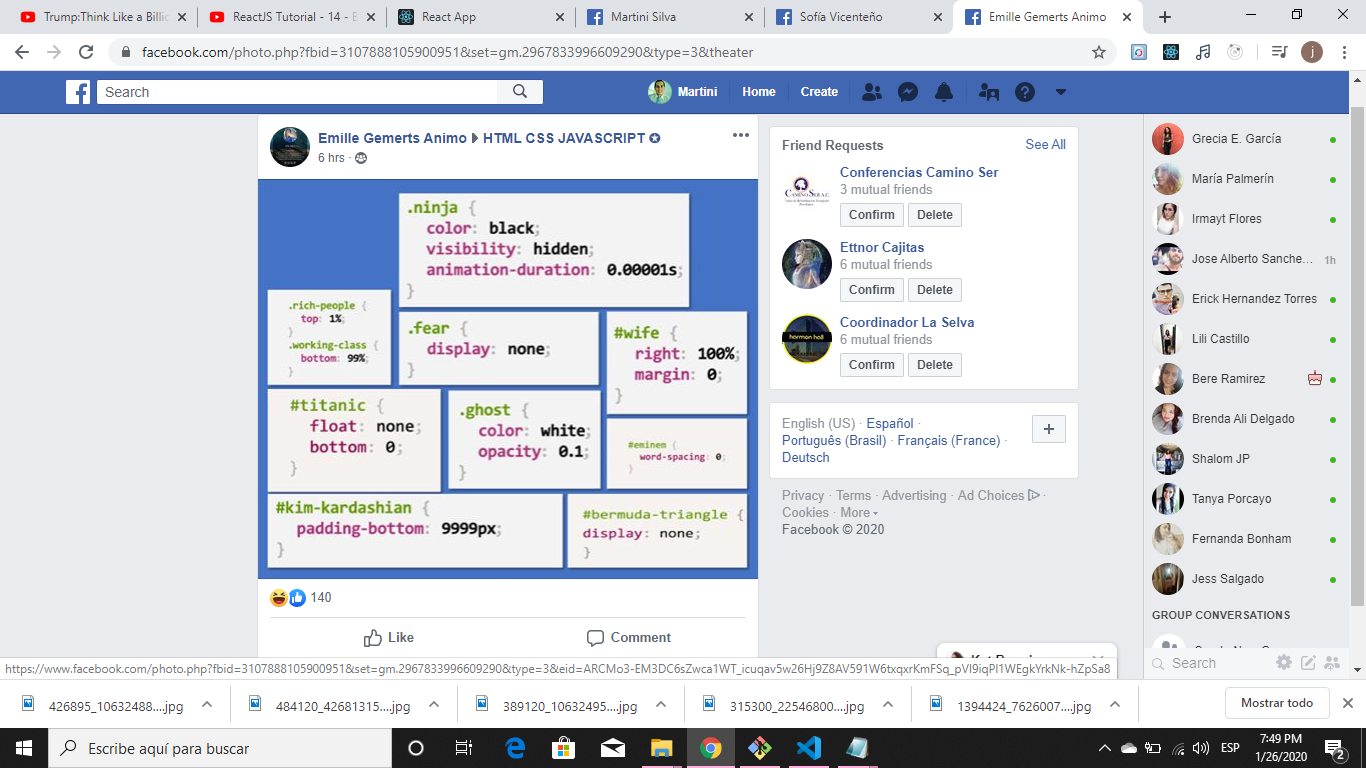 Trump:Think Like a Billic
ReactJS Tutorial - 14 - E
React App
Martini Silva
Sofía Vicenteño
Emille Gemerts Animo
facebook.com/photo.php?fbid=3107888105900951&set=gm.2967833996609290&type=3&theater
j
Search
Martini
Home
Create
Emille Gemerts Animo HTML CSS JAVASCRIPT
6 hrs ·
.ninja {
color: black;
visibility: hidden;
animation-duration: 0.00001s;
}
.rich-people {
top: 1%;
}
.working-class {
bottom: 99%;
}
.fear {
display: none;
}
#wife {
right: 100%;
margin: 0;
}
#titanic {
float: none;
bottom: 0;
}
.ghost {
color: white;
opacity: 0.1;
}
#eminem {
word-spacing: 0;
}
#kim-kardashian {
padding-bottom: 9999px;
}
#bermuda-triangle {
display: none;
}
140
Like
Comment
Friend Requests
See All
Conferencias Camino Ser
3 mutual friends
Confirm
Delete
CAMINO SER A.C.
Ettnor Cajitas
6 mutual friends
Confirm
Delete
Coordinador La Selva
6 mutual friends
Confirm
Delete
harmon hall
English (US) · Español ·
Português (Brasil) · Français (France) ·
Deutsch
Privacy · Terms · Advertising · Ad Choices ·
Cookies · More
Facebook © 2020
Grecia E. García
María Palmerín
Irmayt Flores
Jose Alberto Sanche...
1h
Erick Hernandez Torres
Lili Castillo
Bere Ramirez
Brenda Ali Delgado
Shalom JP
Tanya Porcayo
Fernanda Bonham
Jess Salgado
GROUP CONVERSATIONS
Search
https://www.facebook.com/photo.php?fbid=3107888105900951&set=gm.2967833996609290&type=3&eid=ARCMo3-EM3DC6sZwca1WT_icuqav5w26Hj9Z8AV591W6txqxrKmFSq_pVI9iqPl1WEgkYrkNk-hZpSa8
426895_10632488....jpg
484120_42681315....jpg
389120_10632495....jpg
315300_22546800....jpg
1394424_7626007....jpg
Mostrar todo
Escribe aquí para buscar
ESP
7:49 PM
1/26/2020
2